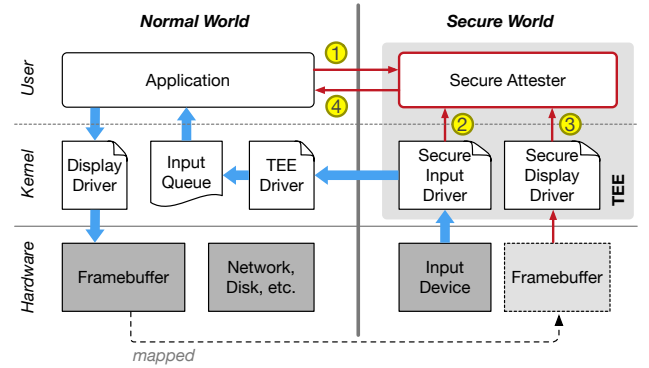 Normal World
Secure World
User
Application
1
4
Secure Attester
2
3
Kernel
Display
Driver
Input
Queue
TEE
Driver
Secure
Input
Driver
Secure
Display
Driver
TEE
Hardware
Framebuffer
Network,
Disk, etc.
Input
Device
Framebuffer
mapped